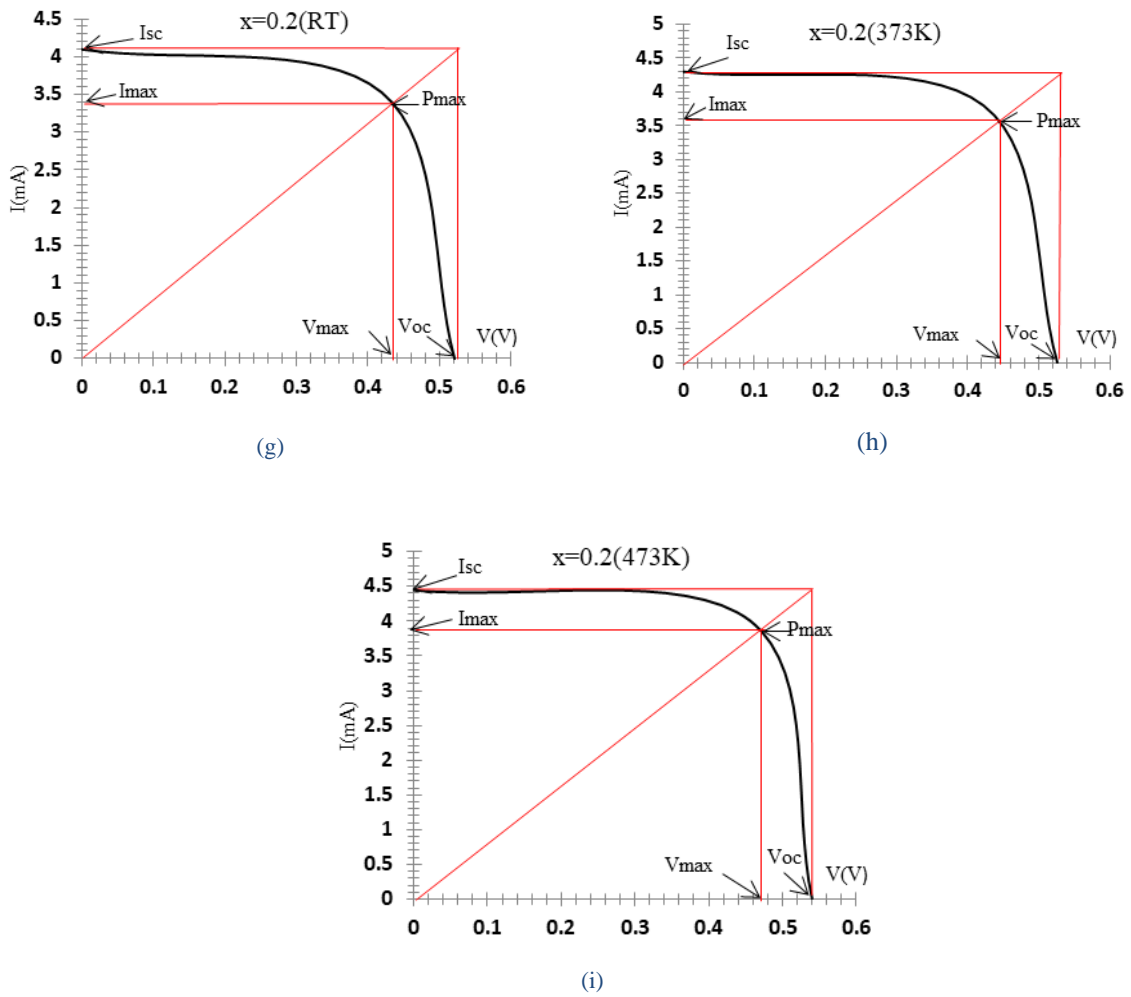 x=0.2(RT)
4.5
4
3.5
3
2.5
2
1.5
1
0.5
0
I(mA)
Isc
Imax
Pmax
Vmax
Voc
V(V)
0
0.1
0.2
0.3
0.4
0.5
0.6
(g)
x=0.2(373K)
5
4.5
4
3.5
3
2.5
2
1.5
1
0.5
0
I(mA)
Isc
Imax
Pmax
Vmax
Voc
V(V)
0
0.1
0.2
0.3
0.4
0.5
0.6
(h)
x=0.2(473K)
5
4.5
4
3.5
3
2.5
2
1.5
1
0.5
0
I(mA)
Isc
Imax
Pmax
Vmax
Voc
V(V)
0
0.1
0.2
0.3
0.4
0.5
0.6
(i)